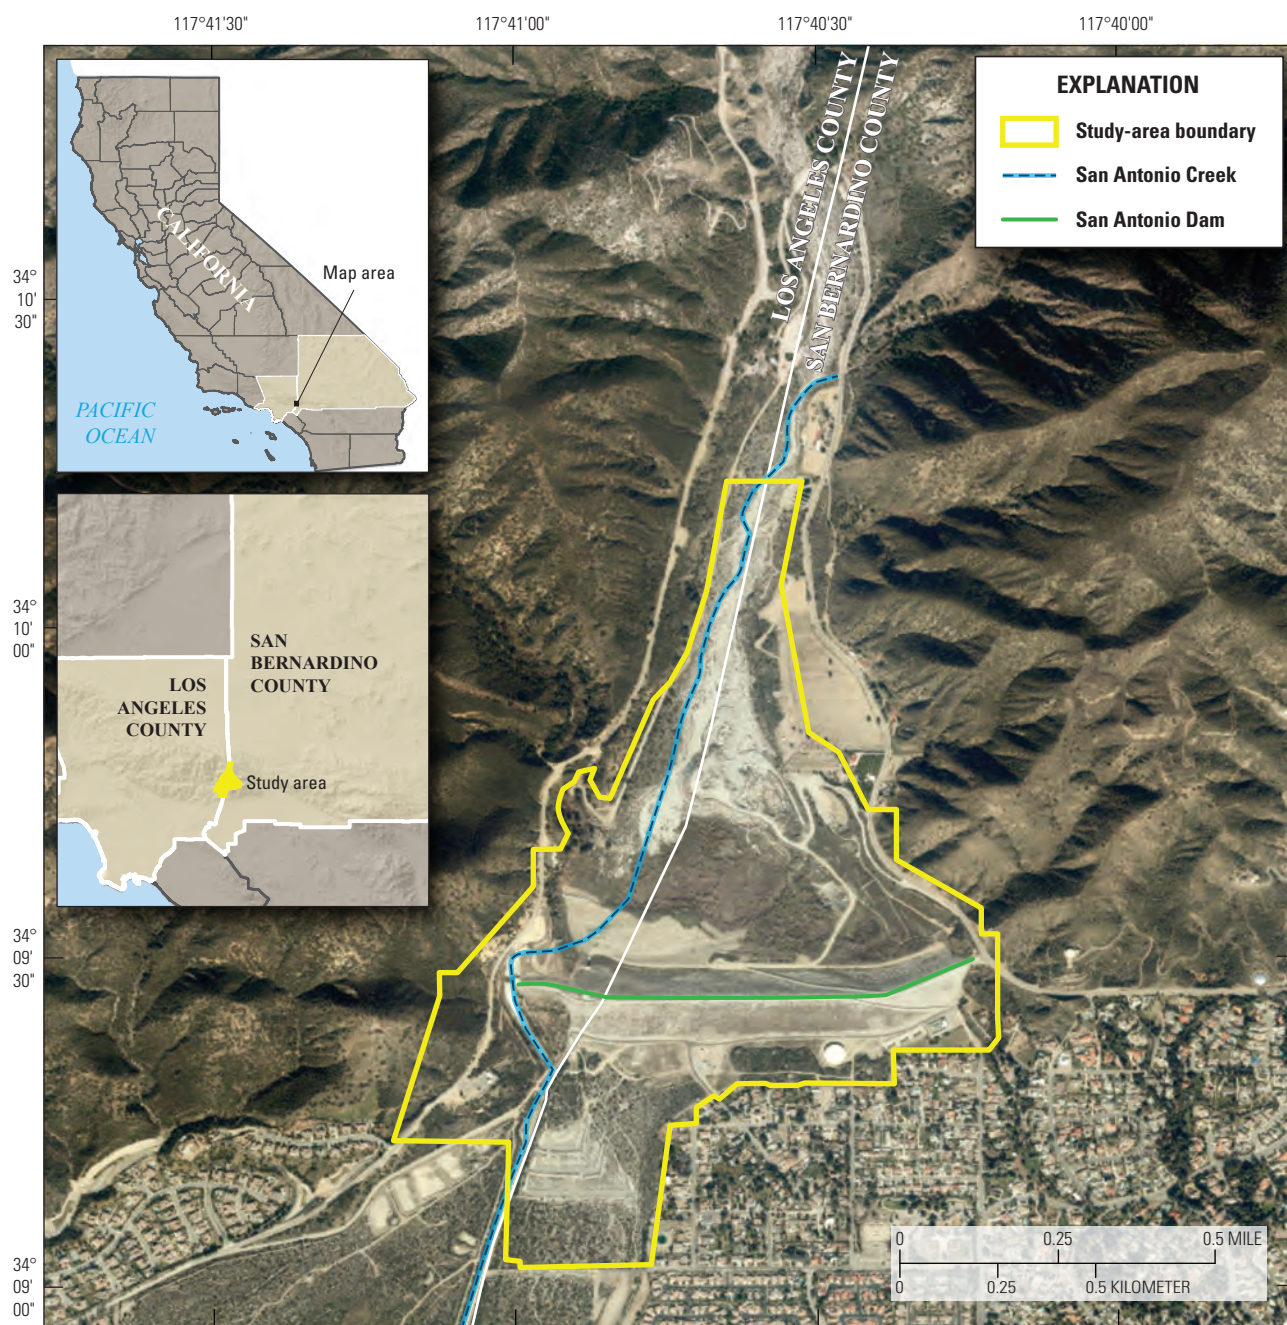 117°41'30"
117°41'00"
117°40'30"
117°40'00"
34°
10'
30"
34°
10'
00"
34°
09'
30"
34°
09'
00"
CALIFORNIA
Map area
PACIFIC
OCEAN
SAN
BERNARDINO
COUNTY
LOS
ANGELES
COUNTY
Study area
LOS ANGELES COUNTY
SAN BERNARDINO COUNTY
EXPLANATION
Study-area boundary
San Antonio Creek
San Antonio Dam
0 0.25 0.5 MILE
0 0.25 0.5 KILOMETER